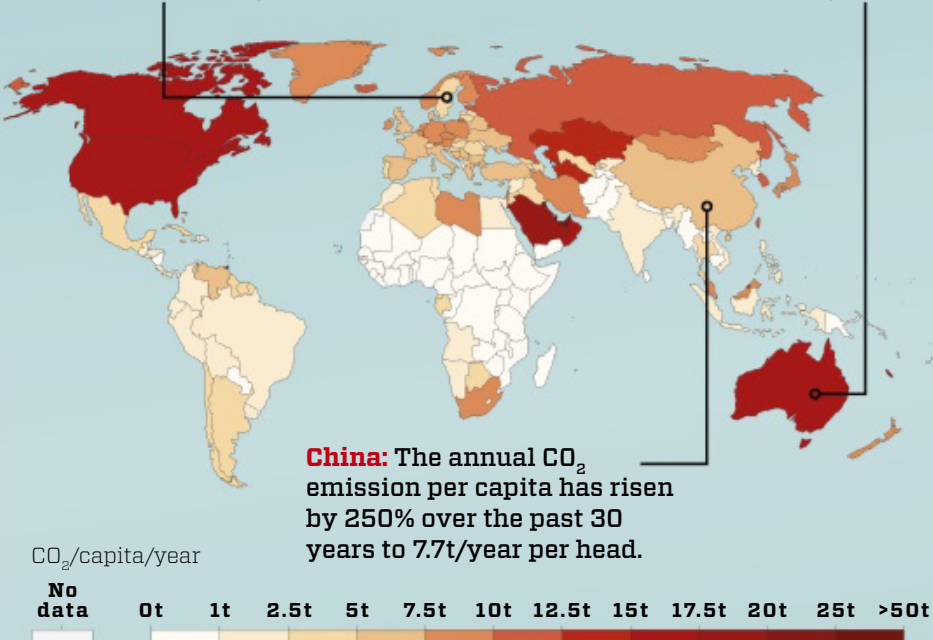 China: The annual CO₂
emission per capita has risen
by 250% over the past 30
years to 7.7t/year per head.
CO₂/capita/year
No
data
0t 1t 2.5t 5t 7.5t 10t 12.5t 15t 17.5t 20t 25t >50t